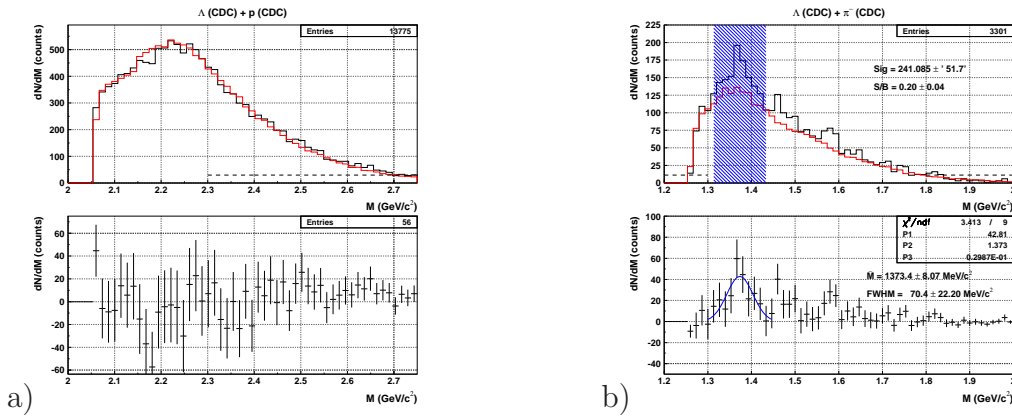 Λ (CDC) + p (CDC)
Entries 13775
dN/dM (counts)
500
400
300
200
100
0
2 2.1 2.2 2.3 2.4 2.5 2.6 2.7
M (GeV/c²)
Entries 56
dN/dM (counts)
60
40
20
0
-20
-40
-60
2 2.1 2.2 2.3 2.4 2.5 2.6 2.7
M (GeV/c²)
a)
Λ (CDC) + π⁻ (CDC)
Entries 3301
Sig = 241.085 ± ' 51.7'
S/B = 0.20 ± 0.04
dN/dM (counts)
225
200
175
150
125
100
75
50
25
0
1.2 1.3 1.4 1.5 1.6 1.7 1.8 1.9 2
M (GeV/c²)
χ²/ndf 3.413 / 9
P1 42.81
P2 1.373
P3 0.2987E-01
M = 1373.4 ± 8.07 MeV/c²
FWHM = 70.4 ± 22.20 MeV/c²
dN/dM (counts)
100
80
60
40
20
0
-20
-40
1.2 1.3 1.4 1.5 1.6 1.7 1.8 1.9 2
M (GeV/c²)
b)